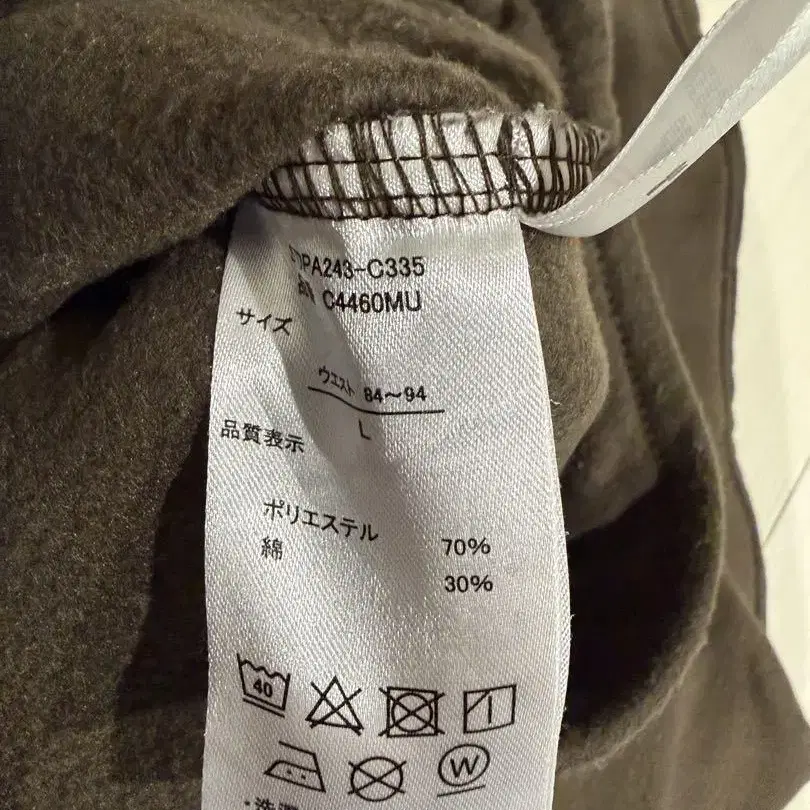 PA243-C335
C4460MU
サイズ
ウエスト 84〜94
L
品質表示
ポリエステル 70%
綿 30%
40
W